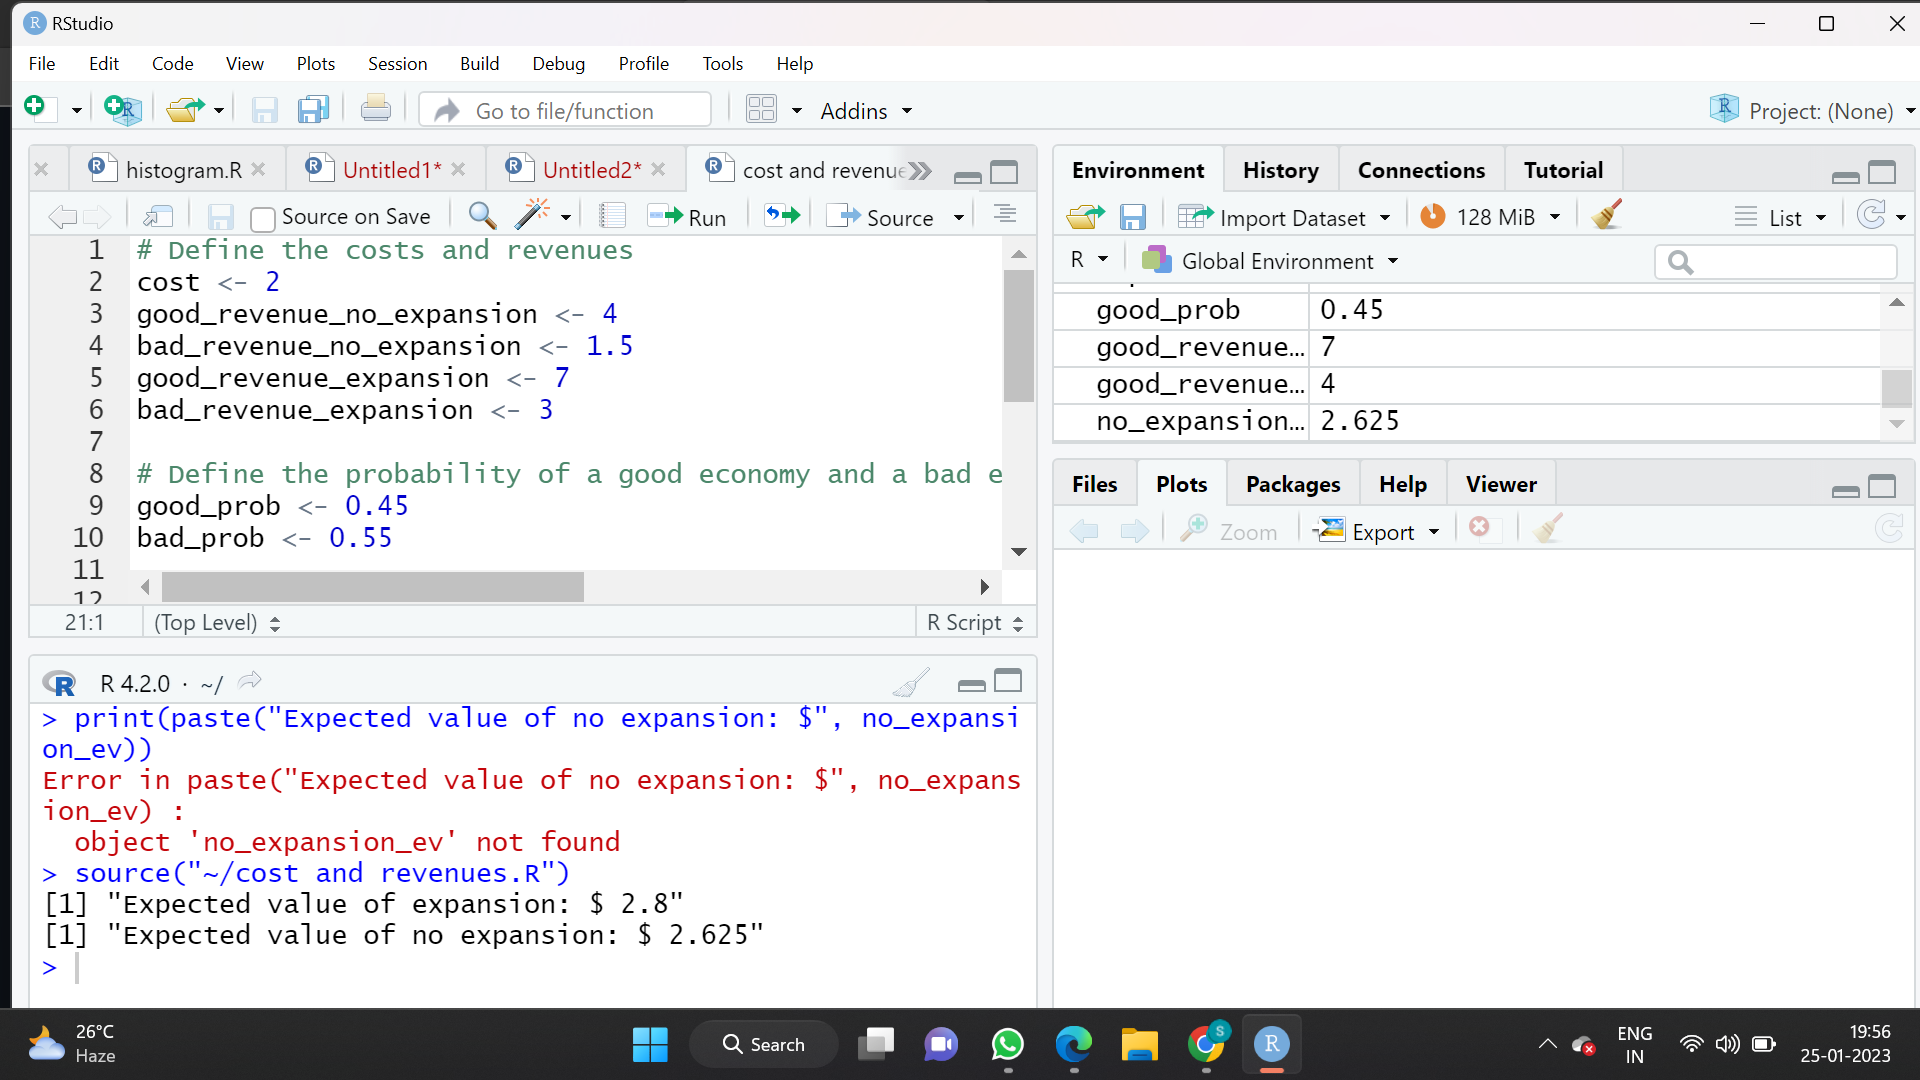 RStudio
File Edit Code View Plots Session Build Debug Profile Tools Help
Go to file/function Addins Project: (None)
histogram.R Untitled1* Untitled2* cost and revenue
Source on Save Run Source
1 # Define the costs and revenues
2 cost <- 2
3 good_revenue_no_expansion <- 4
4 bad_revenue_no_expansion <- 1.5
5 good_revenue_expansion <- 7
6 bad_revenue_expansion <- 3
7
8 # Define the probability of a good economy and a bad e
9 good_prob <- 0.45
10 bad_prob <- 0.55
11
12
21:1 (Top Level) R Script
R 4.2.0 · ~/
> print(paste("Expected value of no expansion: $", no_expansi
on_ev))
Error in paste("Expected value of no expansion: $", no_expans
ion_ev) :
object 'no_expansion_ev' not found
> source("~/cost and revenues.R")
[1] "Expected value of expansion: $ 2.8"
[1] "Expected value of no expansion: $ 2.625"
>
Environment History Connections Tutorial
Import Dataset 128 MiB List
R Global Environment
good_prob 0.45
good_revenue… 7
good_revenue… 4
no_expansion… 2.625
Files Plots Packages Help Viewer
Zoom Export
26°C
Haze
Search
S
R
ENG
IN
19:56
25-01-2023